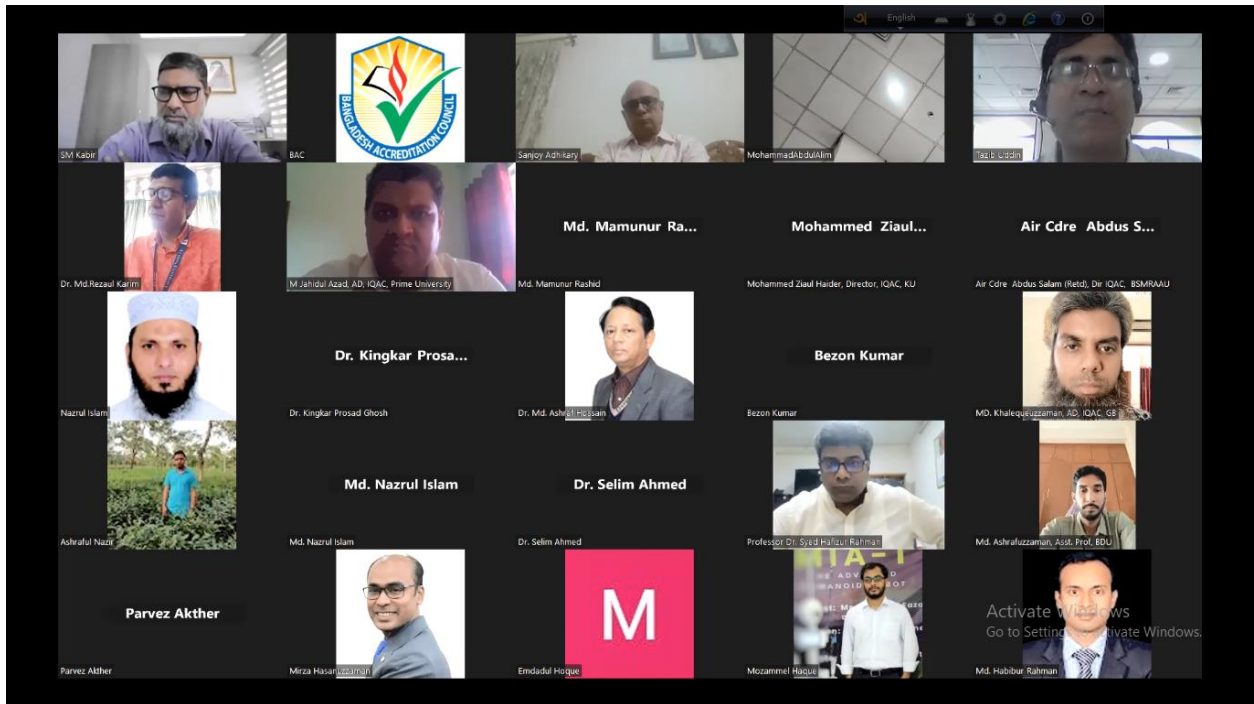 অ English
BANGLADESH ACCREDITATION COUNCIL
SM Kabir
BAC
Sanjoy Adhikary
MohammadAbdulAlim
Tazib Uddin
Md. Mamunur Ra...
Mohammed Ziaul...
Air Cdre Abdus S...
Dr. Md.Rezaul Karim
M Jahidul Azad, AD, IQAC, Prime University
Md. Mamunur Rashid
Mohammed Ziaul Haider, Director, IQAC, KU
Air Cdre Abdus Salam (Retd), Dir IQAC, BSMRAAU
Dr. Kingkar Prosa...
Bezon Kumar
Nazrul Islam
Dr. Kingkar Prosad Ghosh
Dr. Md. Ashraf Hossain
Bezon Kumar
MD. Khalequeuzzaman, AD, IQAC, GB
Md. Nazrul Islam
Dr. Selim Ahmed
Ashraful Nazir
Md. Nazrul Islam
Dr. Selim Ahmed
Professor Dr. Syed Hafizur Rahman
Md. Ashrafuzzaman, Asst. Prof, BDU
Parvez Akther
M
Activate Windows
Go to Settings to activate Windows.
Parvez Akther
Mirza Hasanuzzaman
Emdadul Hoque
Mozammel Haque
Md. Habibur Rahman